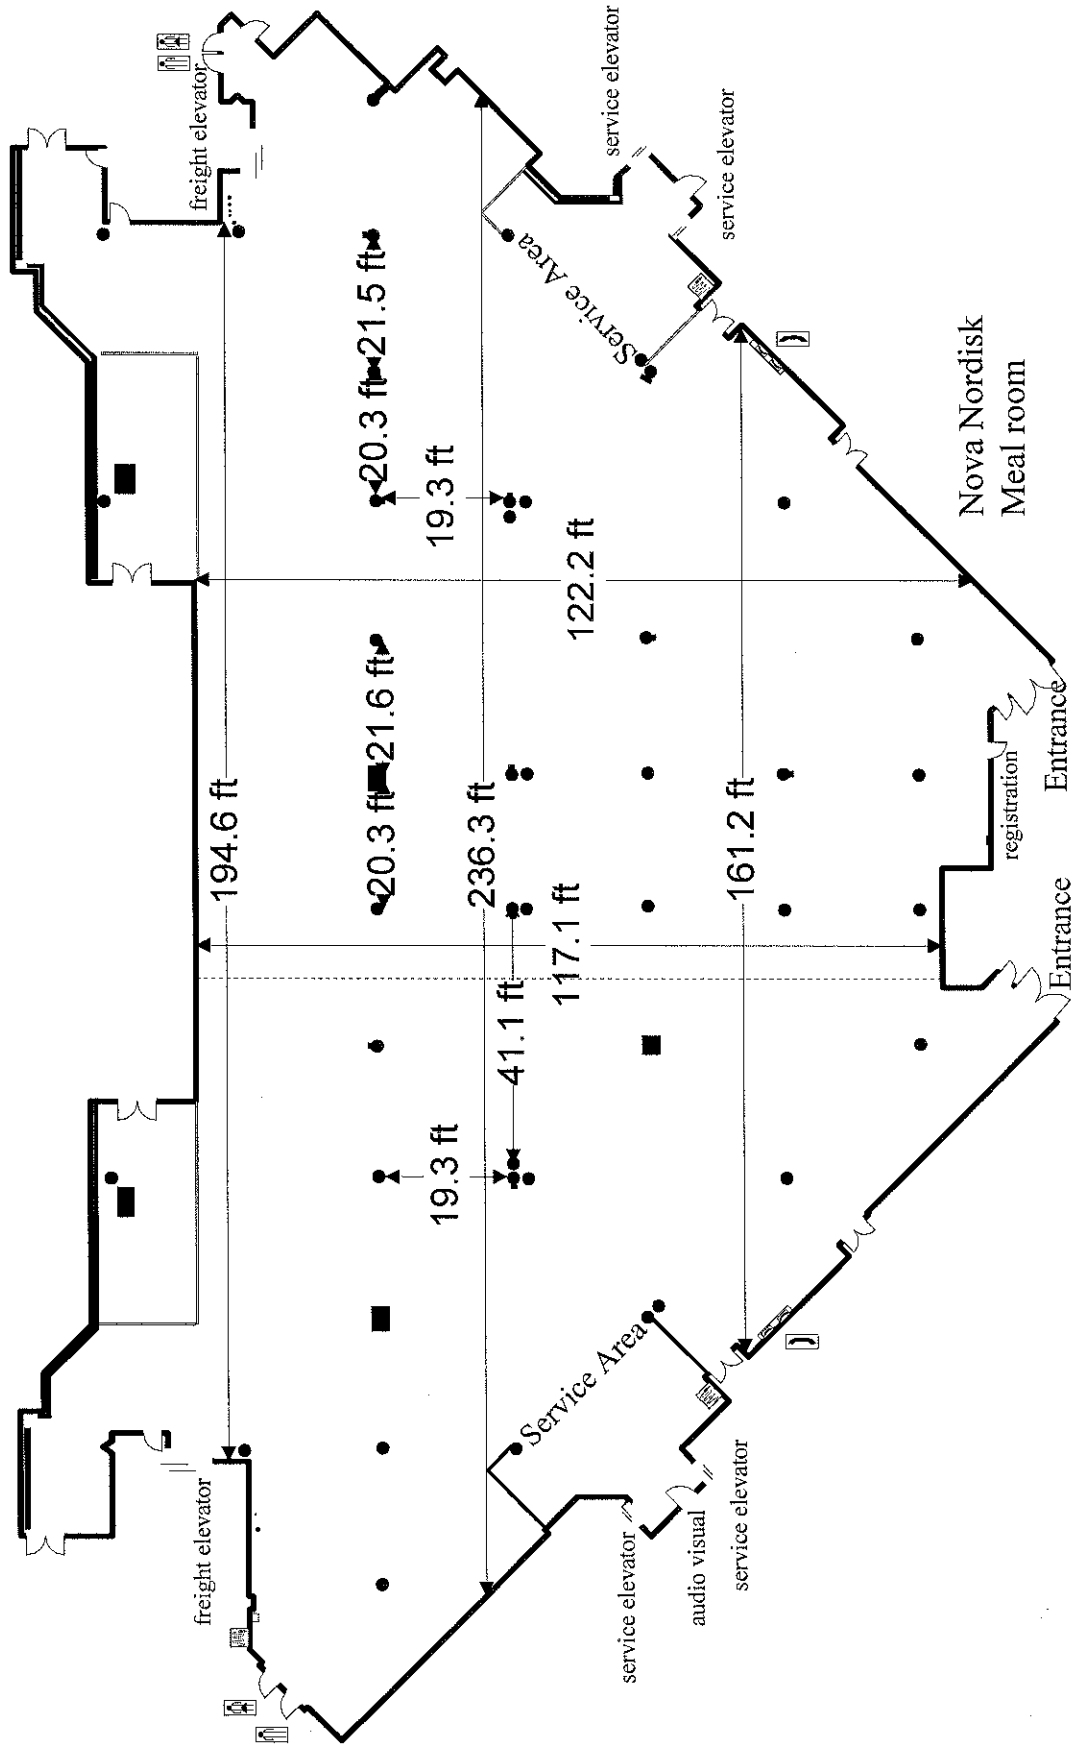 freight elevator
freight elevator
194.6 ft
20.3 ft
21.6 ft
20.3 ft
21.5 ft
19.3 ft
19.3 ft
236.3 ft
41.1 ft
117.1 ft
122.2 ft
Service Area
Service Area
service elevator
service elevator
audio visual
service elevator
service elevator
161.2 ft
Nova Nordisk
Meal room
registration
Entrance
Entrance